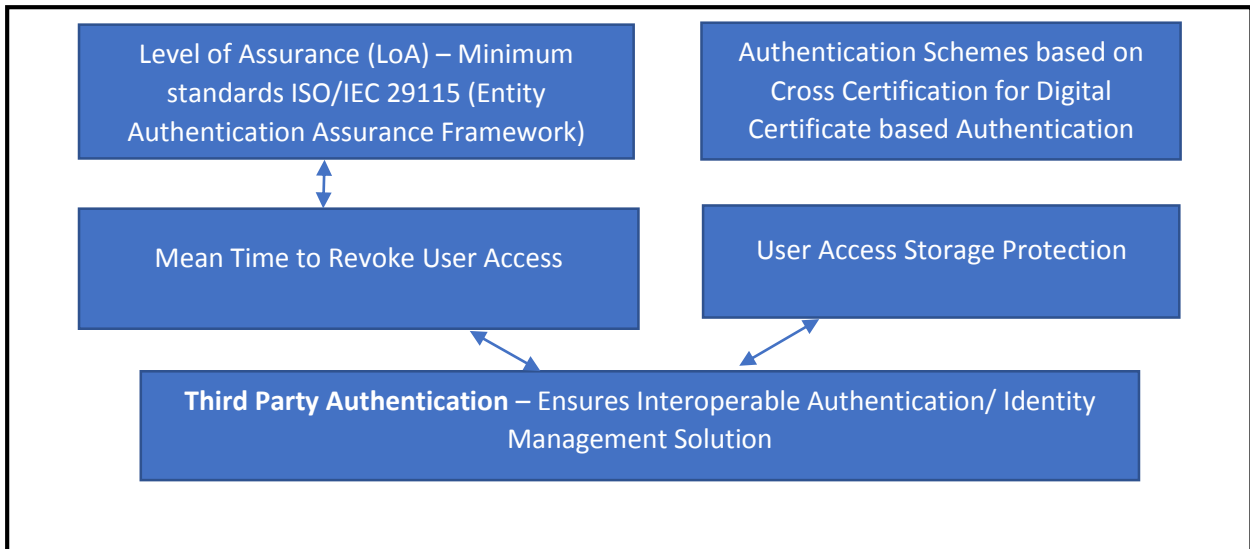 Level of Assurance (LoA) – Minimum
standards ISO/IEC 29115 (Entity
Authentication Assurance Framework)
Authentication Schemes based on
Cross Certification for Digital
Certificate based Authentication
Mean Time to Revoke User Access
User Access Storage Protection
Third Party Authentication – Ensures Interoperable Authentication/ Identity
Management Solution